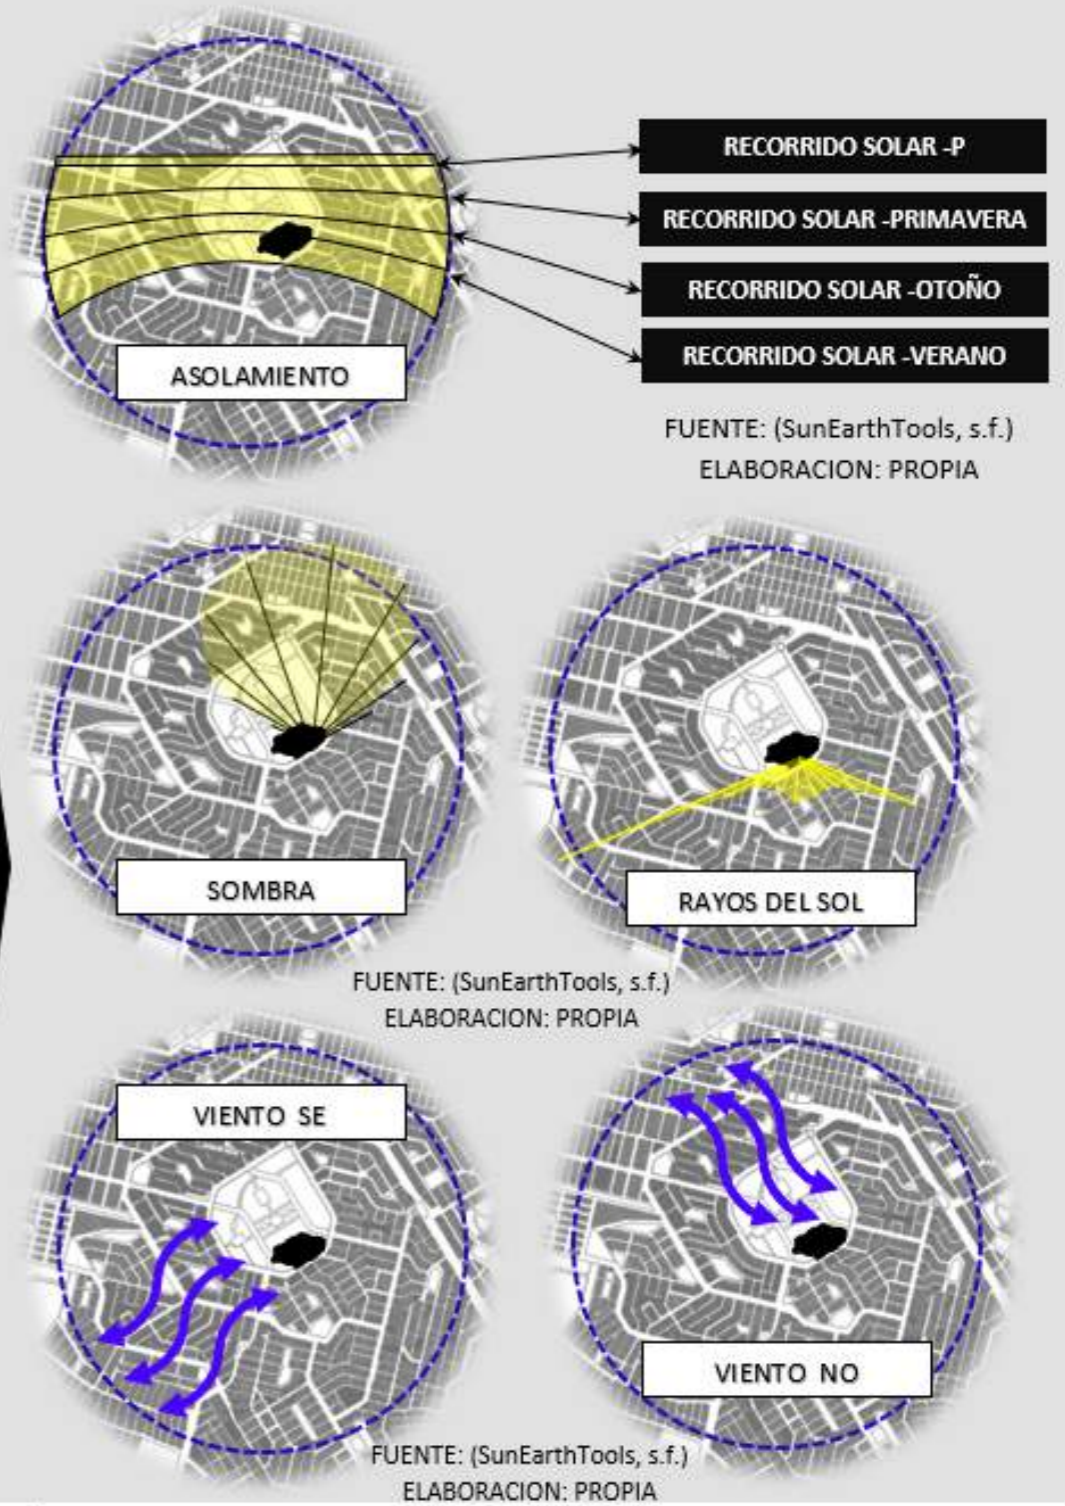 RECORRIDO SOLAR -P
RECORRIDO SOLAR -PRIMAVERA
RECORRIDO SOLAR -OTOÑO
RECORRIDO SOLAR -VERANO
ASOLAMIENTO
FUENTE: (SunEarthTools, s.f.)
ELABORACION: PROPIA
SOMBRA
RAYOS DEL SOL
FUENTE: (SunEarthTools, s.f.)
ELABORACION: PROPIA
VIENTO SE
VIENTO NO
FUENTE: (SunEarthTools, s.f.)
ELABORACION: PROPIA